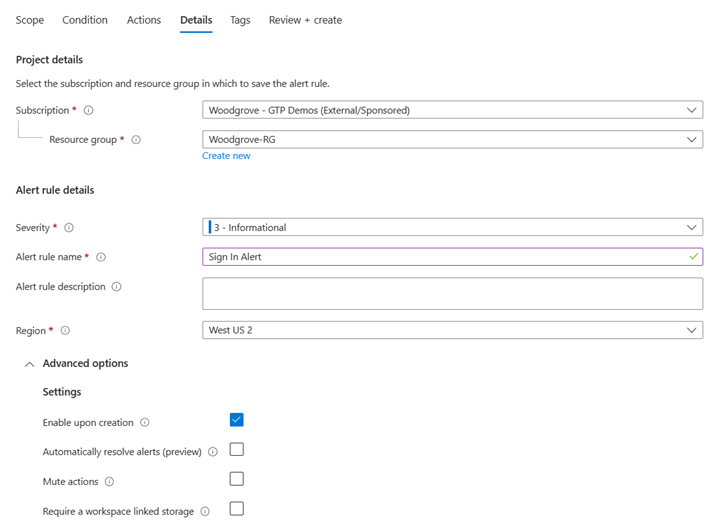 Scope Condition Actions Details Tags Review + create
Project details
Select the subscription and resource group in which to save the alert rule.
Subscription * Woodgrove - GTP Demos (External/Sponsored)
Resource group * Woodgrove-RG
Create new
Alert rule details
Severity * 3 - Informational
Alert rule name * Sign In Alert
Alert rule description
Region * West US 2
Advanced options
Settings
Enable upon creation
Automatically resolve alerts (preview)
Mute actions
Require a workspace linked storage